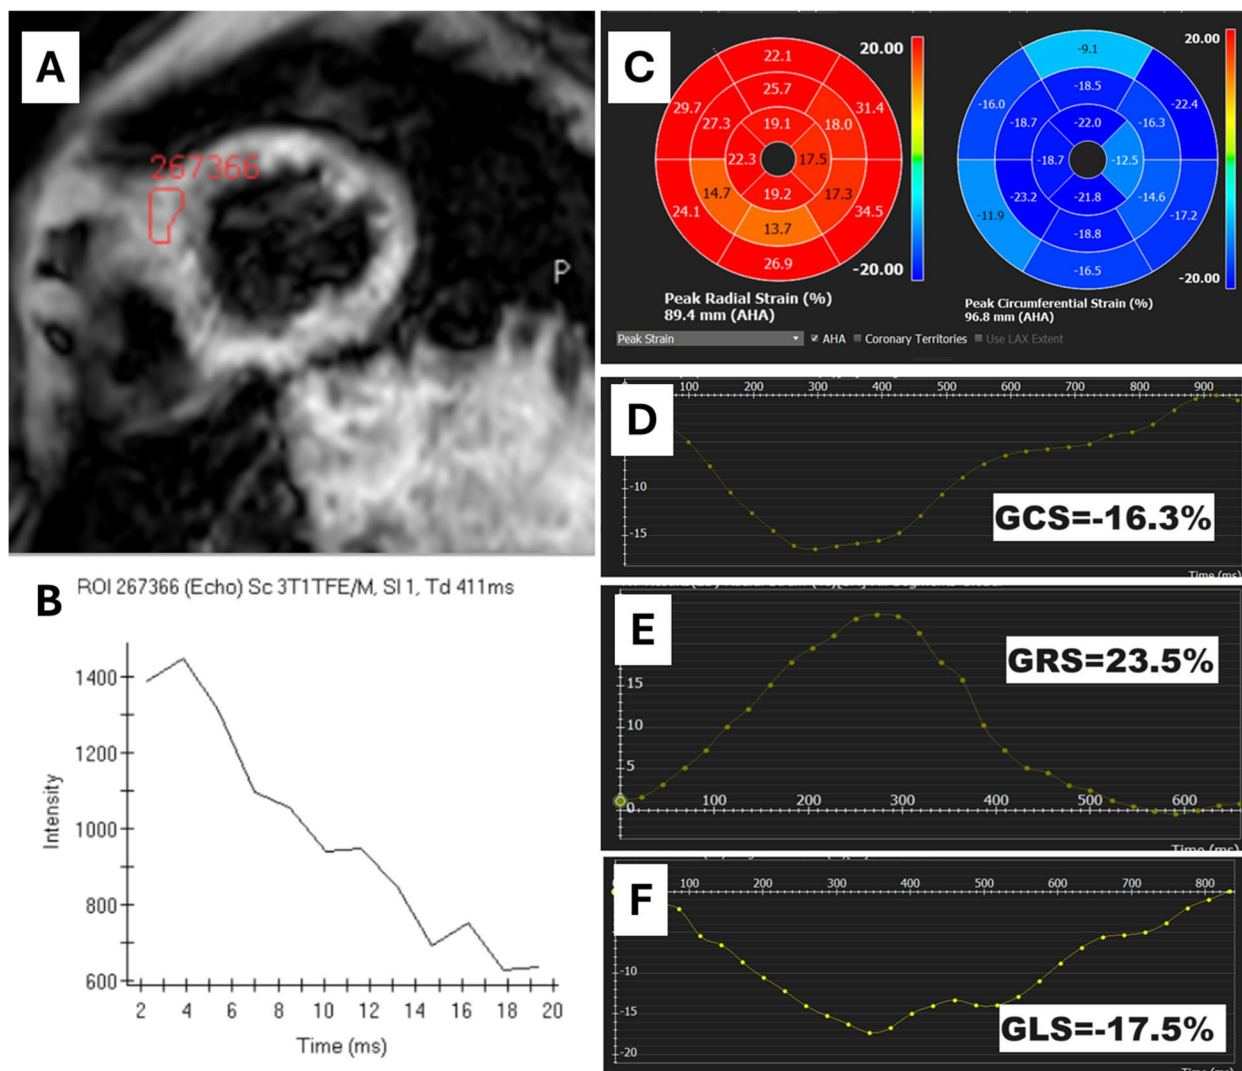 A
267366
P
B
ROI 267366 (Echo) Sc 3T1TFE/M, Sl 1, Td 411ms
Intensity
1400
1200
1000
800
600
2 4 6 8 10 12 14 16 18 20
Time (ms)
C
22.1
29.7
31.4
24.1
34.5
26.9
25.7
27.3
18.0
14.7
17.3
13.7
19.1
22.3
17.5
19.2
20.00
-20.00
Peak Radial Strain (%)
89.4 mm (AHA)
-9.1
-16.0
-22.4
-11.9
-17.2
-16.5
-18.5
-18.7
-16.3
-23.2
-14.6
-18.8
-22.0
-18.7
-12.5
-21.8
20.00
-20.00
Peak Circumferential Strain (%)
96.8 mm (AHA)
Peak Strain
AHA
Coronary Territories
Use LAX Extent
D
100 200 300 400 500 600 700 800 900
-10
-15
GCS=-16.3%
Time (ms)
E
15
10
5
0
100 200 300 400 500 600
GRS=23.5%
Time (ms)
F
100 200 300 400 500 600 700 800
-10
-15
-20
GLS=-17.5%
Time (ms)